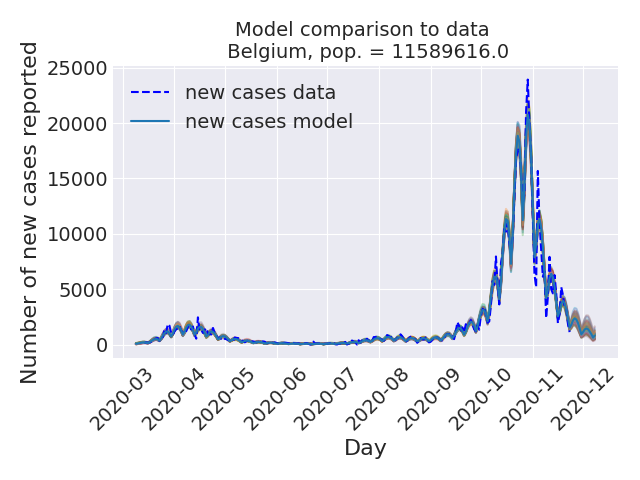 Model comparison to data
Belgium, pop. = 11589616.0
Number of new cases reported
25000
20000
15000
10000
5000
0
new cases data
new cases model
2020-03
2020-04
2020-05
2020-06
2020-07
2020-08
2020-09
2020-10
2020-11
2020-12
Day